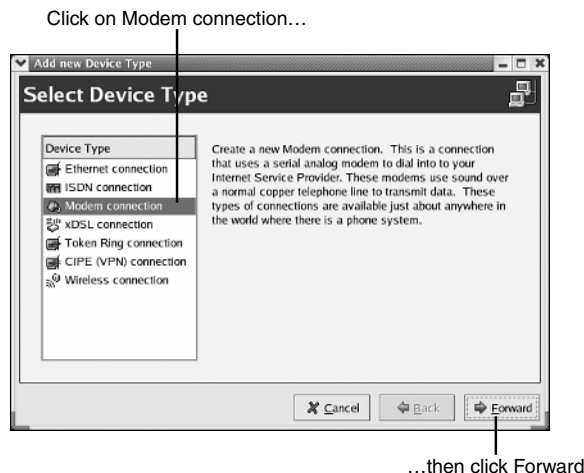 Click on Modem connection…
Add new Device Type
Select Device Type
Device Type
Ethernet connection
ISDN connection
Modem connection
xDSL connection
Token Ring connection
CIPE (VPN) connection
Wireless connection
Create a new Modem connection. This is a connection
that uses a serial analog modem to dial into to your
Internet Service Provider. These modems use sound over
a normal copper telephone line to transmit data. These
types of connections are available just about anywhere in
the world where there is a phone system.
Cancel
Back
Forward
…then click Forward